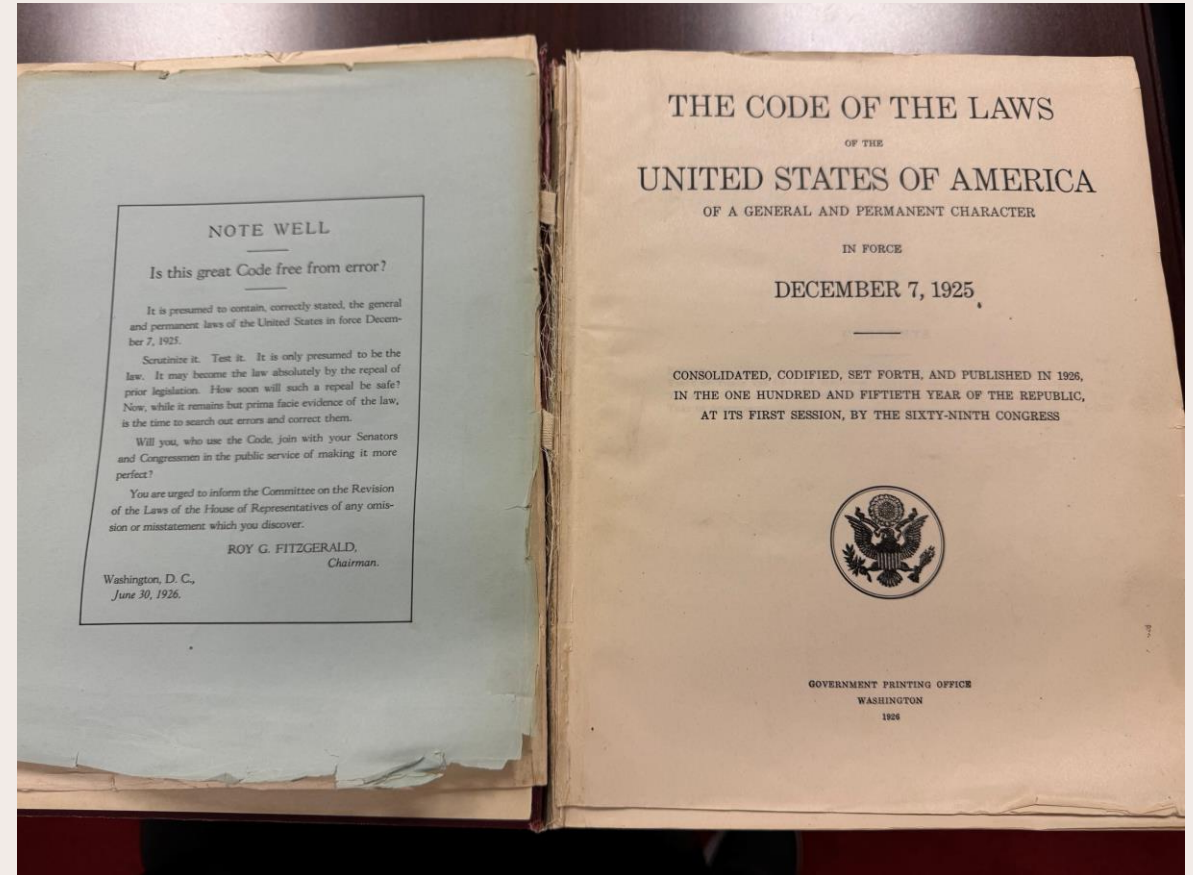 NOTE WELL
Is this great Code free from error?
It is presumed to contain, correctly stated, the general
and permanent laws of the United States in force Decem-
ber 7, 1925.
Scrutinize it. Test it. It is only presumed to be the
law. It may become the law absolutely by the repeal of
prior legislation. How soon will such a repeal be safe?
Now, while it remains but prima facie evidence of the law,
is the time to search out errors and correct them.
Will you, who use the Code, join with your Senators
and Congressmen in the public service of making it more
perfect?
You are urged to inform the Committee on the Revision
of the Laws of the House of Representatives of any omis-
sion or misstatement which you discover.
ROY G. FITZGERALD,
Chairman.
Washington, D. C.,
June 30, 1926.
THE CODE OF THE LAWS
OF THE
UNITED STATES OF AMERICA
OF A GENERAL AND PERMANENT CHARACTER
IN FORCE
DECEMBER 7, 1925
CONSOLIDATED, CODIFIED, SET FORTH, AND PUBLISHED IN 1926,
IN THE ONE HUNDRED AND FIFTIETH YEAR OF THE REPUBLIC,
AT ITS FIRST SESSION, BY THE SIXTY-NINTH CONGRESS
GOVERNMENT PRINTING OFFICE
WASHINGTON
1926